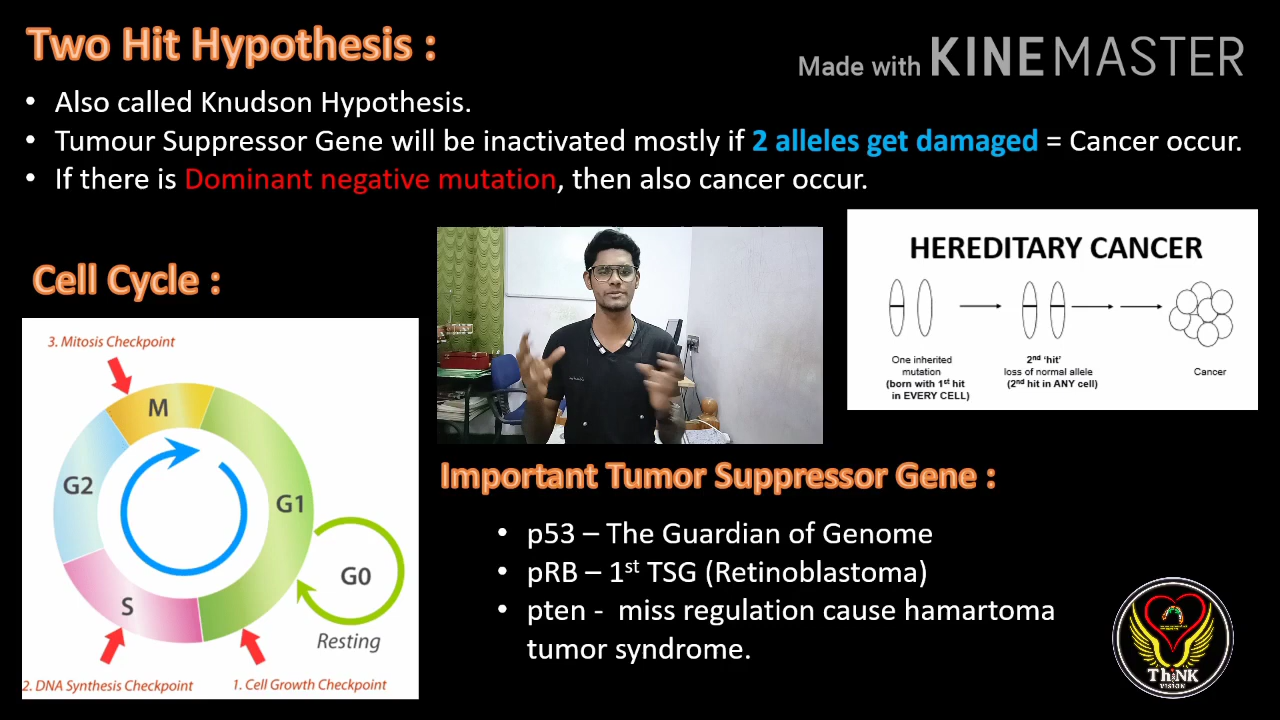 Two Hit Hypothesis :
Made with KINEMASTER
• Also called Knudson Hypothesis.
• Tumour Suppressor Gene will be inactivated mostly if 2 alleles get damaged = Cancer occur.
• If there is Dominant negative mutation, then also cancer occur.
HEREDITARY CANCER
One inherited
mutation
(born with 1st hit
in EVERY CELL)
2nd 'hit'
loss of normal allele
(2nd hit in ANY cell)
Cancer
Cell Cycle :
3. Mitosis Checkpoint
M
G2
G1
S
G0
Resting
2. DNA Synthesis Checkpoint
1. Cell Growth Checkpoint
Important Tumor Suppressor Gene :
• p53 – The Guardian of Genome
• pRB – 1st TSG (Retinoblastoma)
• pten - miss regulation cause hamartoma
tumor syndrome.
ThiNK
VISION